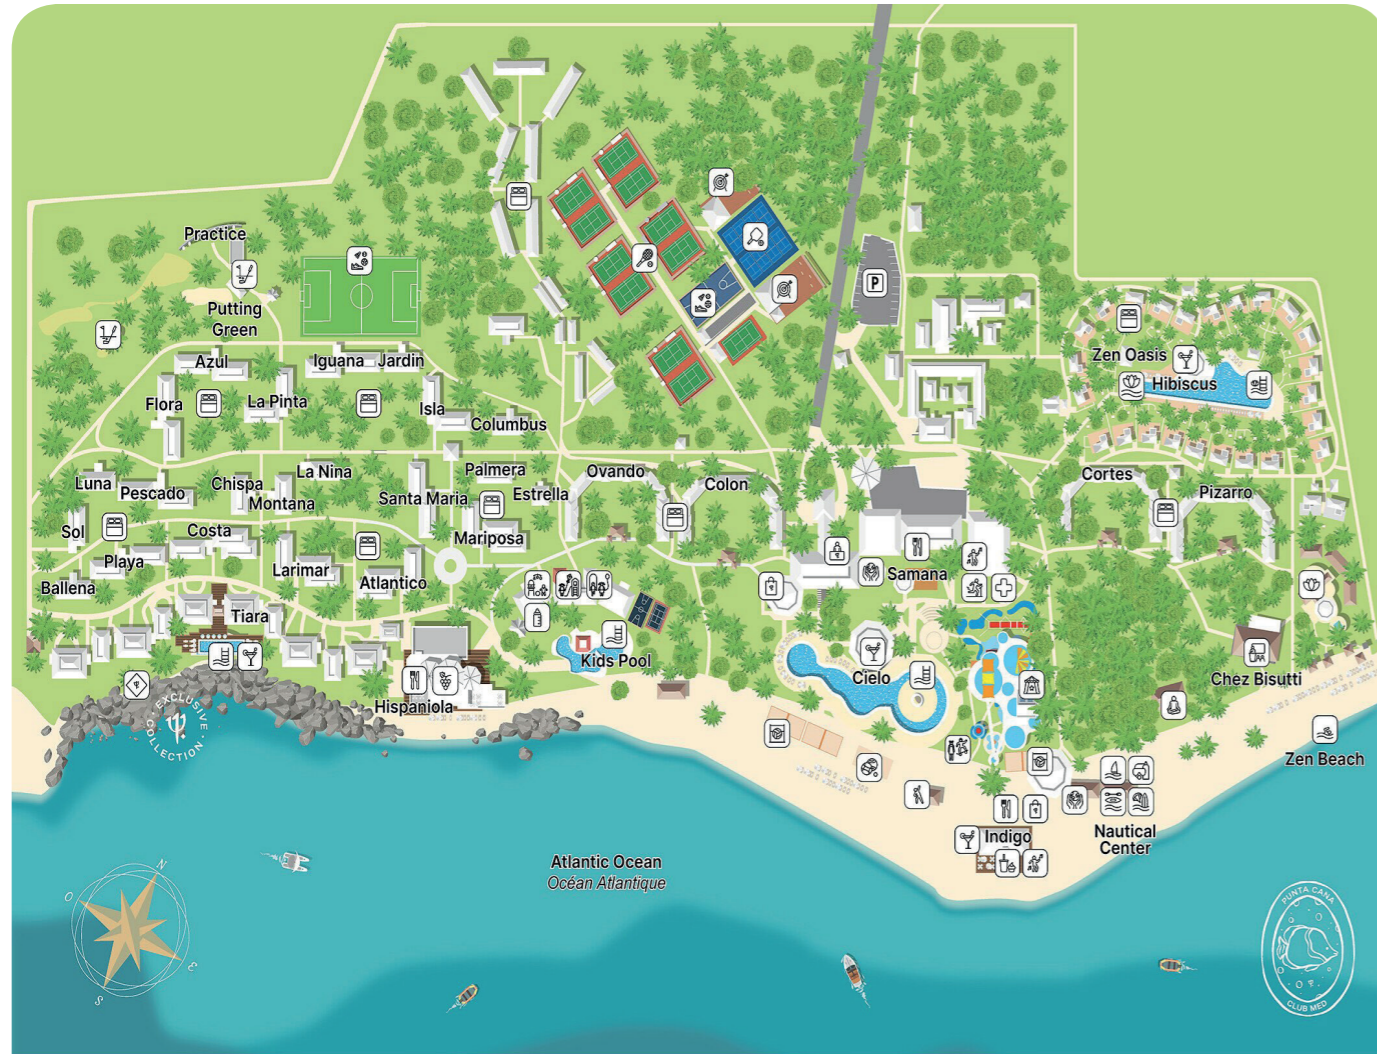 Practice
Putting
Green
Azul
Iguana
Jardin
Flora
La Pinta
Isla
Columbus
P
Zen Oasis
Hibiscus
Luna
Pescado
Chispa
La Nina
Montana
Santa Maria
Palmera
Estrella
Mariposa
Ovando
Colon
Cortes
Pizarro
Sol
Costa
Playa
Ballena
Larimar
Atlantico
Tiara
Samana
Kids Pool
Cielo
Hispaniola
Chez Bisutti
EXCLUSIVE
COLLECTION
Zen Beach
Indigo
Nautical
Center
Atlantic Ocean
Océan Atlantique
N
O
E
S
PUNTA CANA
CLUB MED